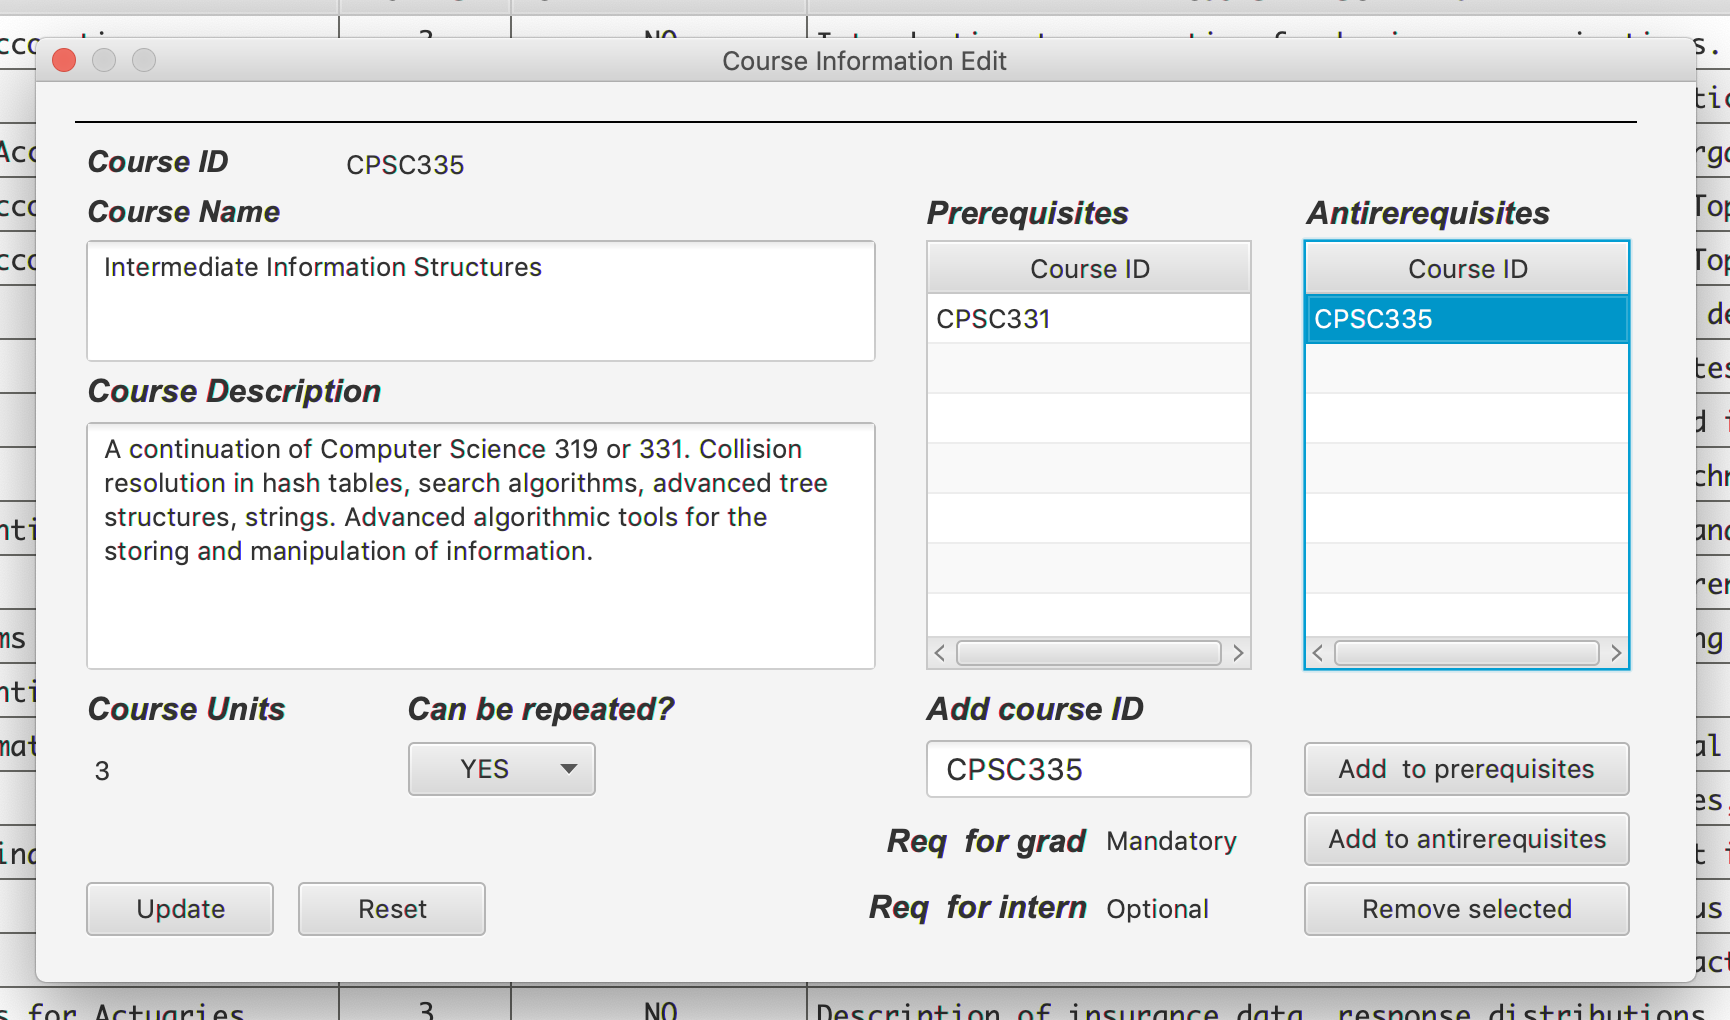 Course Information Edit
Course ID
CPSC335
Course Name
Intermediate Information Structures
Course Description
A continuation of Computer Science 319 or 331. Collision
resolution in hash tables, search algorithms, advanced tree
structures, strings. Advanced algorithmic tools for the
storing and manipulation of information.
Prerequisites
Course ID
CPSC331
Antirerequisites
Course ID
CPSC335
Course Units
3
Can be repeated?
YES
Add course ID
CPSC335
Add  to prerequisites
Req  for grad Mandatory
Add to antirerequisites
Req  for intern Optional
Remove selected
Update
Reset
for Actuaries
3
NO
Description of insurance data, response distributions